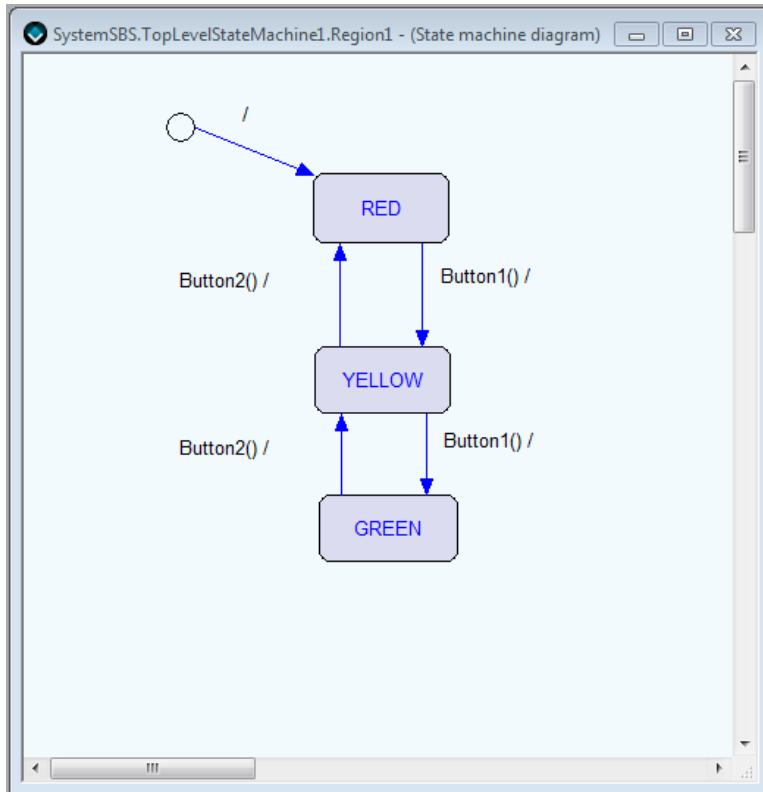 SystemSBS.TopLevelStateMachine1.Region1 - (State machine diagram)
/
RED
Button2() /
Button1() /
YELLOW
Button2() /
Button1() /
GREEN